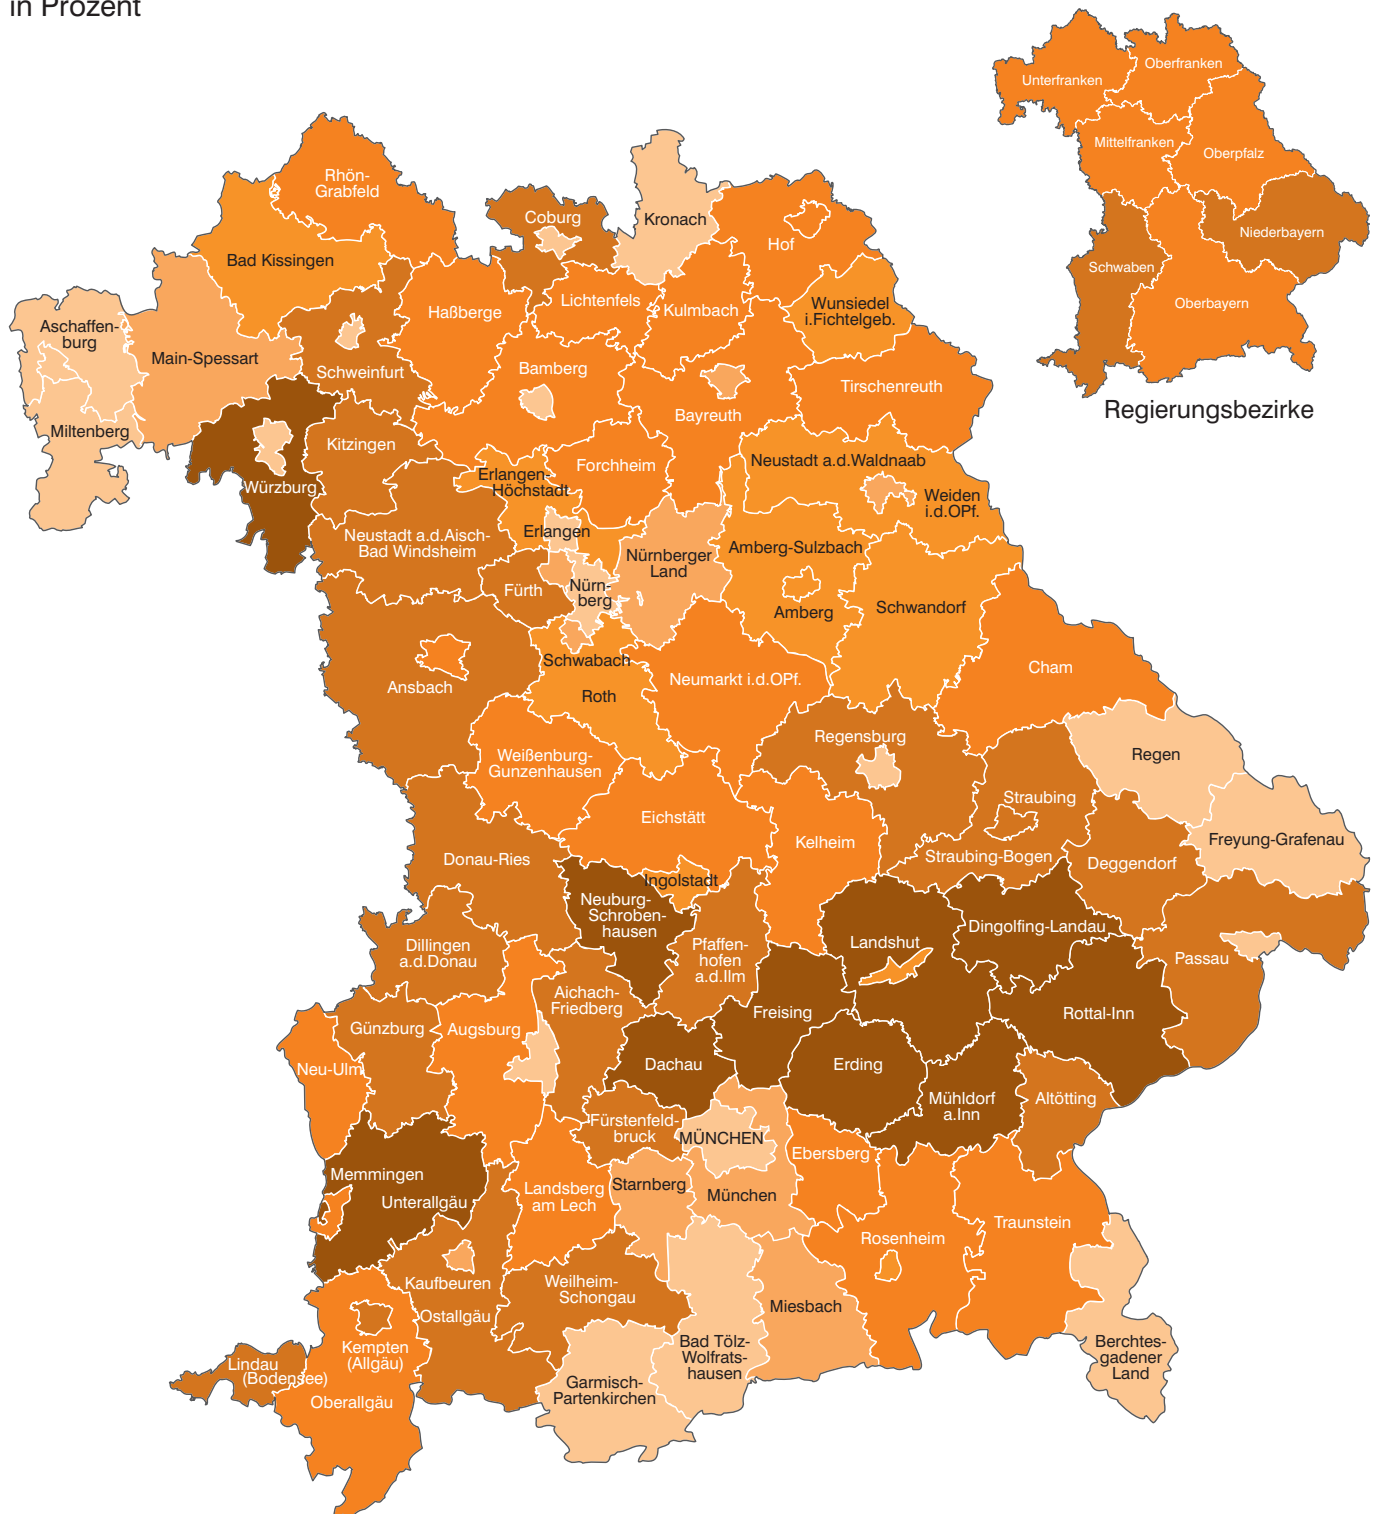 in Prozent
Unterfranken
Oberfranken
Mittelfranken
Oberpfalz
Niederbayern
Schwaben
Oberbayern
Regierungsbezirke
Rhön-
Grabfeld
Coburg
Kronach
Hof
Bad Kissingen
Lichtenfels
Kulmbach
Wunsiedel
i.Fichtelgeb.
Haßberge
Aschaffen-
burg
Main-Spessart
Schweinfurt
Bamberg
Tirschenreuth
Bayreuth
Miltenberg
Kitzingen
Würzburg
Forchheim
Erlangen-
Höchstadt
Neustadt a.d.Waldnaab
Weiden
i.d.OPf.
Neustadt a.d.Aisch-
Bad Windsheim
Erlangen
Nürnberger
Land
Amberg-Sulzbach
Fürth
Nürn-
berg
Amberg
Schwandorf
Schwabach
Ansbach
Roth
Neumarkt i.d.OPf.
Cham
Regensburg
Weißenburg-
Gunzenhausen
Regen
Straubing
Eichstätt
Kelheim
Freyung-Grafenau
Donau-Ries
Straubing-Bogen
Deggendorf
Ingolstadt
Neuburg-
Schroben-
hausen
Dingolfing-Landau
Dillingen
a.d.Donau
Pfaffen-
hofen
a.d.Ilm
Landshut
Passau
Aichach-
Friedberg
Freising
Rottal-Inn
Günzburg
Augsburg
Neu-Ulm
Dachau
Erding
Mühldorf
a.Inn
Altötting
Fürstenfeld-
bruck
MÜNCHEN
Ebersberg
Memmingen
Unterallgäu
Landsberg
am Lech
Starnberg
München
Traunstein
Rosenheim
Kaufbeuren
Weilheim-
Schongau
Ostallgäu
Miesbach
Kempten
(Allgäu)
Bad Tölz-
Wolfrats-
hausen
Berchtes-
gadener
Land
Lindau
(Bodensee)
Oberallgäu
Garmisch-
Partenkirchen